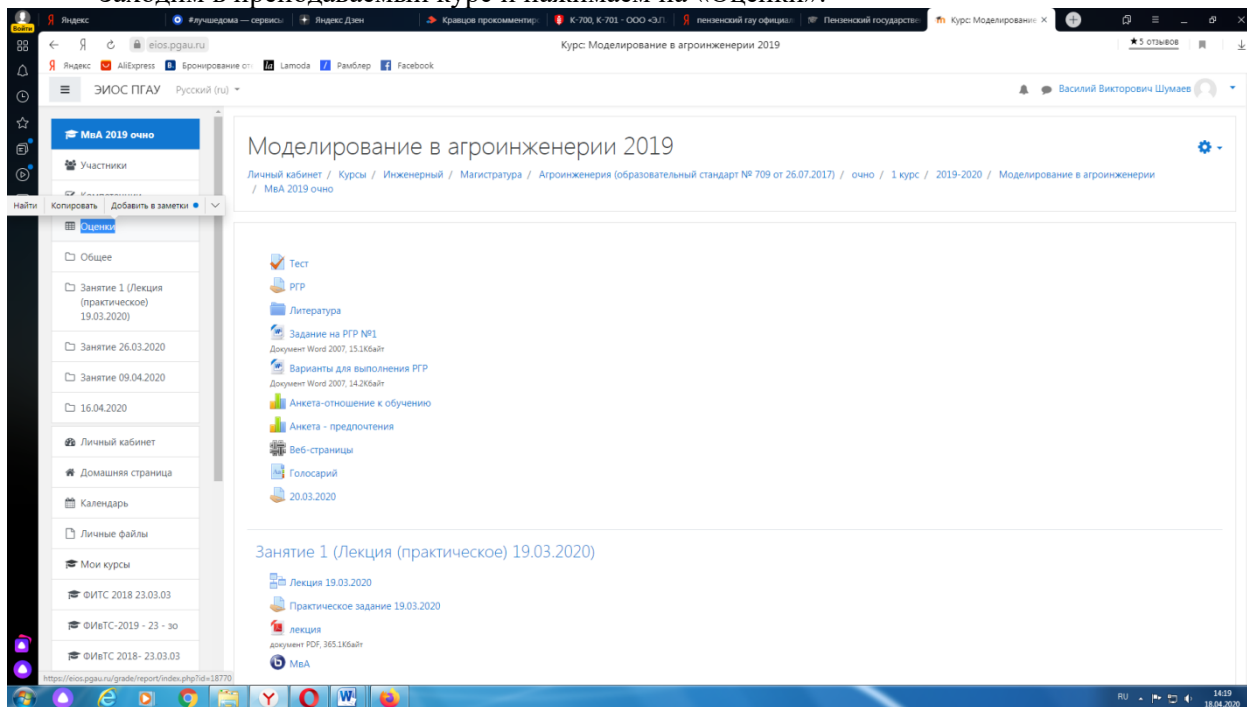 Заходим в преподаваемый курс и нажимаем на «Оценки».
Войти
Яндекс
#лучшедома — сервисы
Яндекс Дзен
Кравцов прокомментиро
К-700, К-701 - ООО «ЭЛ
пензенский гау официал
Пензенский государстве
Курс: Моделирование
eios.pgau.ru
Курс: Моделирование в агроинженерии 2019
★ 5 отзывов
Яндекс
AliExpress
Бронирование от
Lamoda
Рамблер
Facebook
ЭИОС ПГАУ
Русский (ru)
Василий Викторович Шумаев
МвА 2019 очно
Участники
Компетенции
Найти
Копировать
Добавить в заметки
Оценки
Общее
Занятие 1 (Лекция
(практическое)
19.03.2020)
Занятие 26.03.2020
Занятие 09.04.2020
16.04.2020
Личный кабинет
Домашняя страница
Календарь
Личные файлы
Мои курсы
ФИТС 2018 23.03.03
ФИвТС-2019 - 23 - зо
ФИвТС 2018- 23.03.03
https://eios.pgau.ru/grade/report/index.php?id=18770
Моделирование в агроинженерии 2019
Личный кабинет / Курсы / Инженерный / Магистратура / Агроинженерия (образовательный стандарт № 709 от 26.07.2017) / очно / 1 курс / 2019-2020 / Моделирование в агроинженерии
/ МвА 2019 очно
Тест
РГР
Литература
Задание на РГР №1
Документ Word 2007, 15.1Кбайт
Варианты для выполнения РГР
Документ Word 2007, 14.2Кбайт
Анкета-отношение к обучению
Анкета - предпочтения
Веб-страницы
Голосарий
20.03.2020
Занятие 1 (Лекция (практическое) 19.03.2020)
Лекция 19.03.2020
Практическое задание 19.03.2020
лекция
документ PDF, 365.1Кбайт
МвА
RU
14:19
18.04.2020